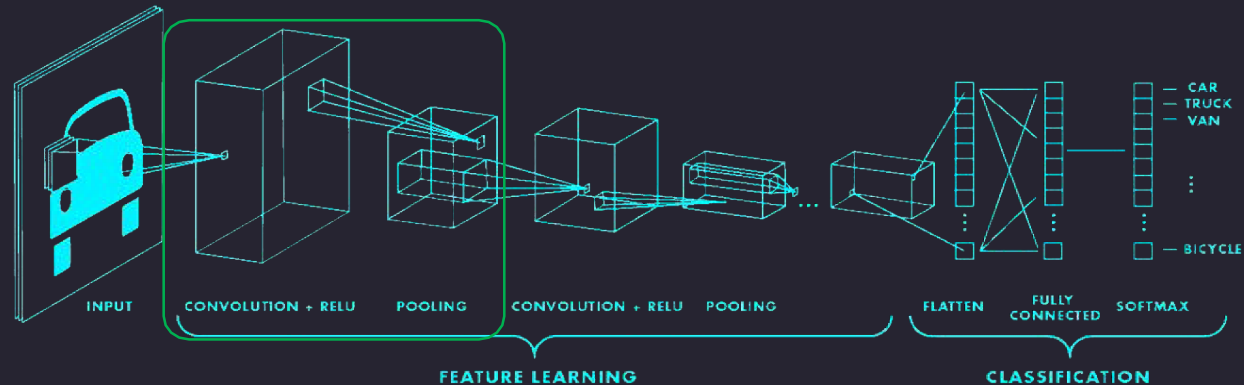 CAR
TRUCK
VAN
BICYCLE
INPUT
CONVOLUTION + RELU
POOLING
CONVOLUTION + RELU
POOLING
FLATTEN
FULLY
CONNECTED
SOFTMAX
FEATURE LEARNING
CLASSIFICATION